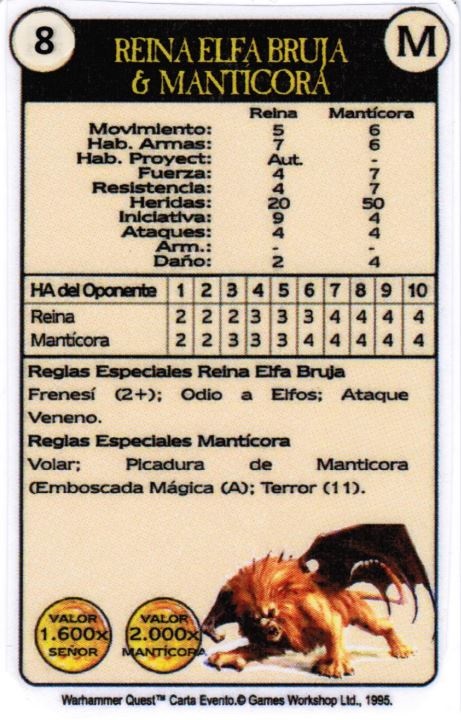 8
M
REINA ELFA BRUJA
& MANTICORA
Reina Mantícora
Movimiento: 5 6
Hab. Armas: 7 6
Hab. Proyect: Aut. -
Fuerza: 4 7
Resistencia: 4 7
Heridas: 20 50
Iniciativa: 9 4
Ataques: 4 4
Arm.: - -
Daño: 2 4
HA del Oponente 1 2 3 4 5 6 7 8 9 10
Reina 2 2 2 3 3 3 4 4 4 4
Mantícora 2 2 3 3 3 4 4 4 4 4
Reglas Especiales Reina Elfa Bruja
Frenesí (2+); Odio a Elfos; Ataque
Veneno.
Reglas Especiales Mantícora
Volar; Picadura de Manticora
(Emboscada Mágica (A); Terror (11).
VALOR
1.600x
SEÑOR
VALOR
2.000x
MANTÍCORA
Warhammer Quest™ Carta Evento.© Games Workshop Ltd., 1995.